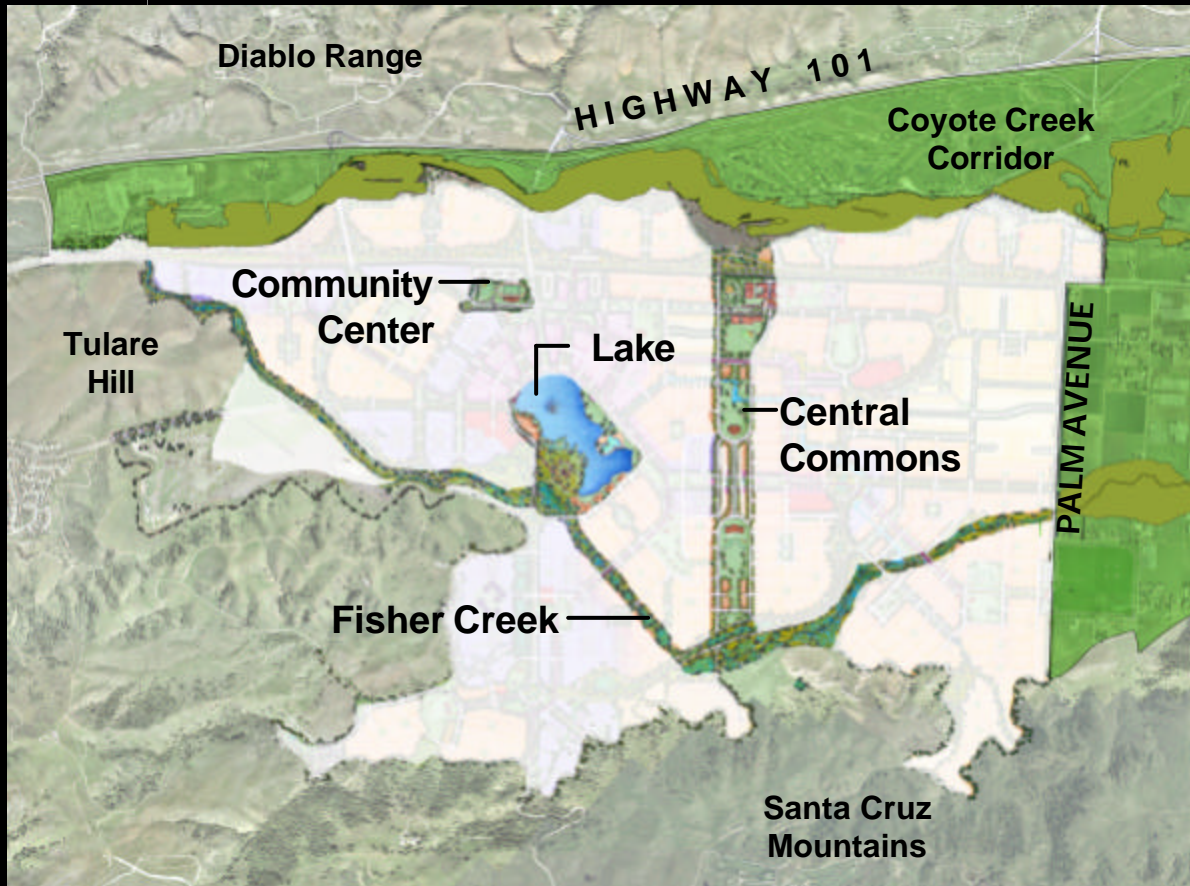 Diablo Range
HIGHWAY 101
Coyote Creek
Corridor
Community
Center
Tulare
Hill
Lake
PALM AVENUE
Central
Commons
Fisher Creek
Santa Cruz
Mountains